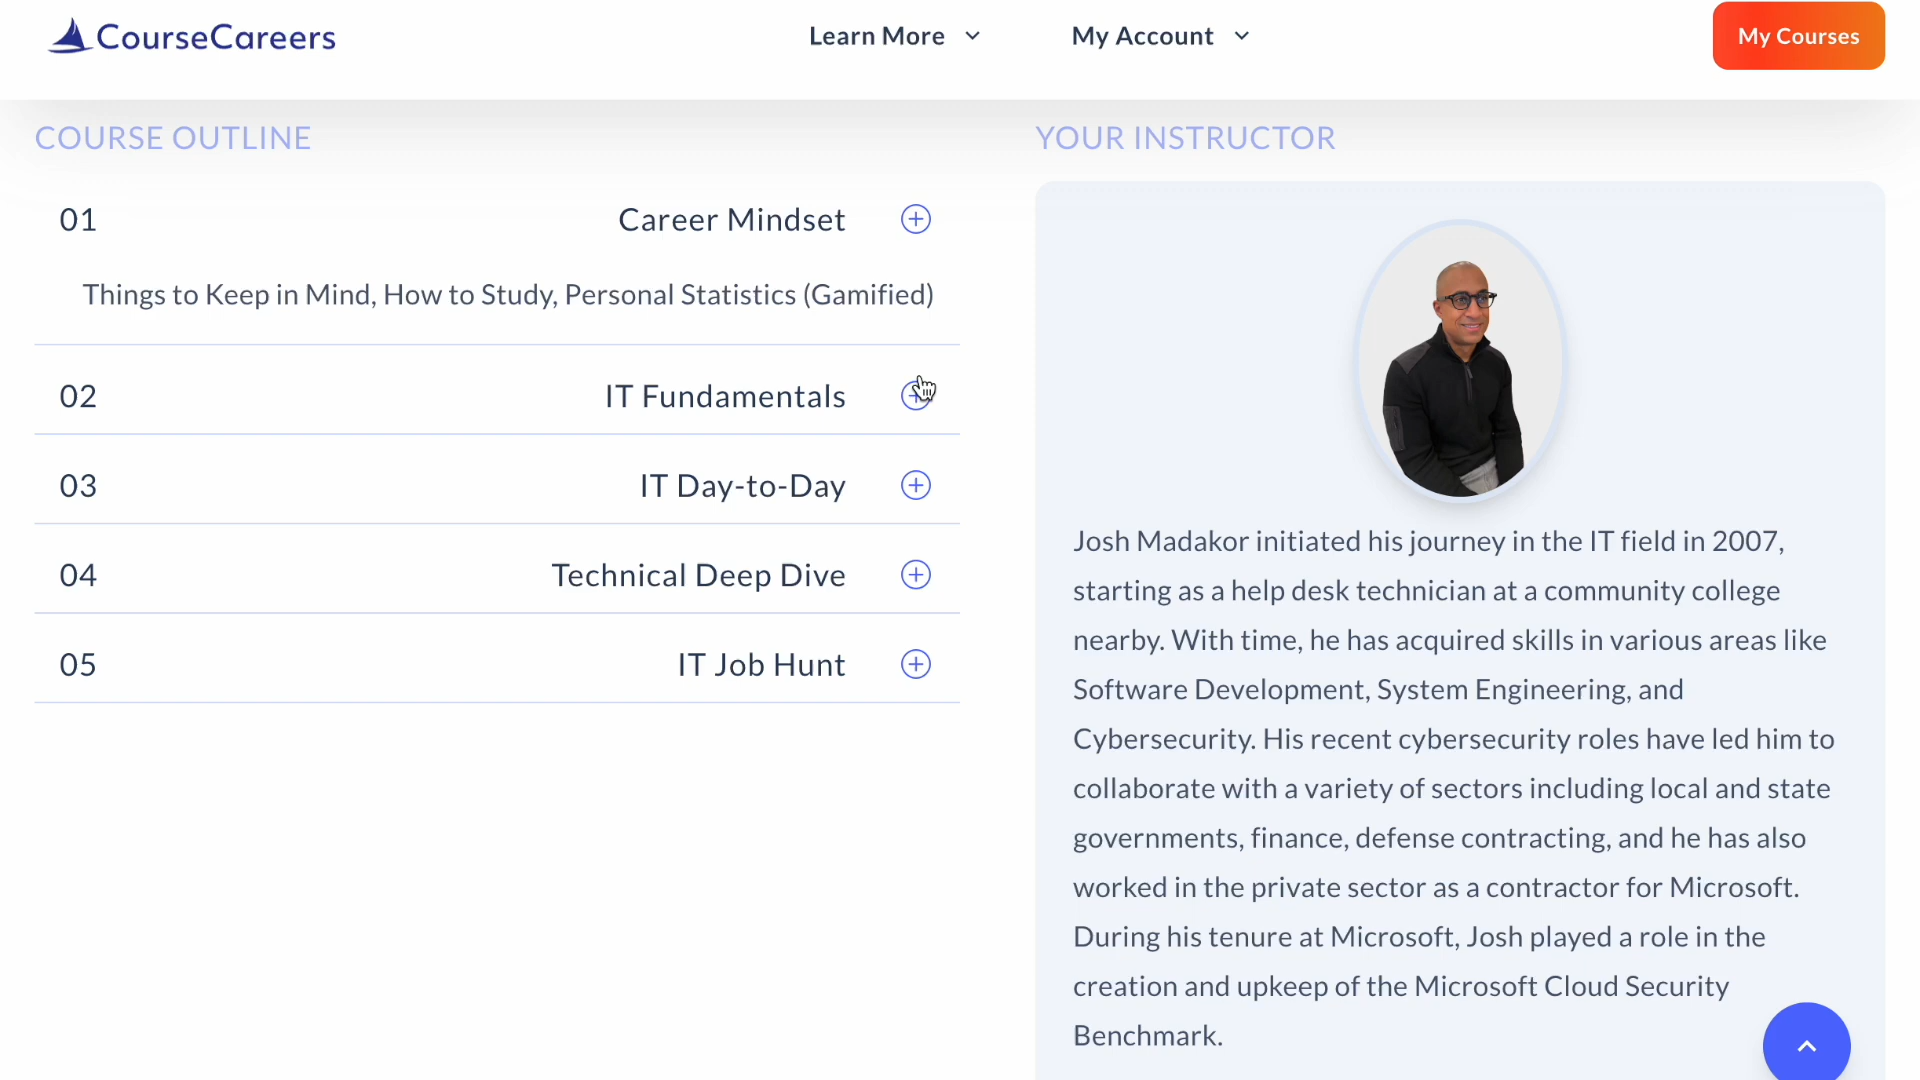 CourseCareers
Learn More
My Account
My Courses
COURSE OUTLINE
01 Career Mindset
Things to Keep in Mind, How to Study, Personal Statistics (Gamified)
02 IT Fundamentals
03 IT Day-to-Day
04 Technical Deep Dive
05 IT Job Hunt
YOUR INSTRUCTOR
Josh Madakor initiated his journey in the IT field in 2007,
starting as a help desk technician at a community college
nearby. With time, he has acquired skills in various areas like
Software Development, System Engineering, and
Cybersecurity. His recent cybersecurity roles have led him to
collaborate with a variety of sectors including local and state
governments, finance, defense contracting, and he has also
worked in the private sector as a contractor for Microsoft.
During his tenure at Microsoft, Josh played a role in the
creation and upkeep of the Microsoft Cloud Security
Benchmark.